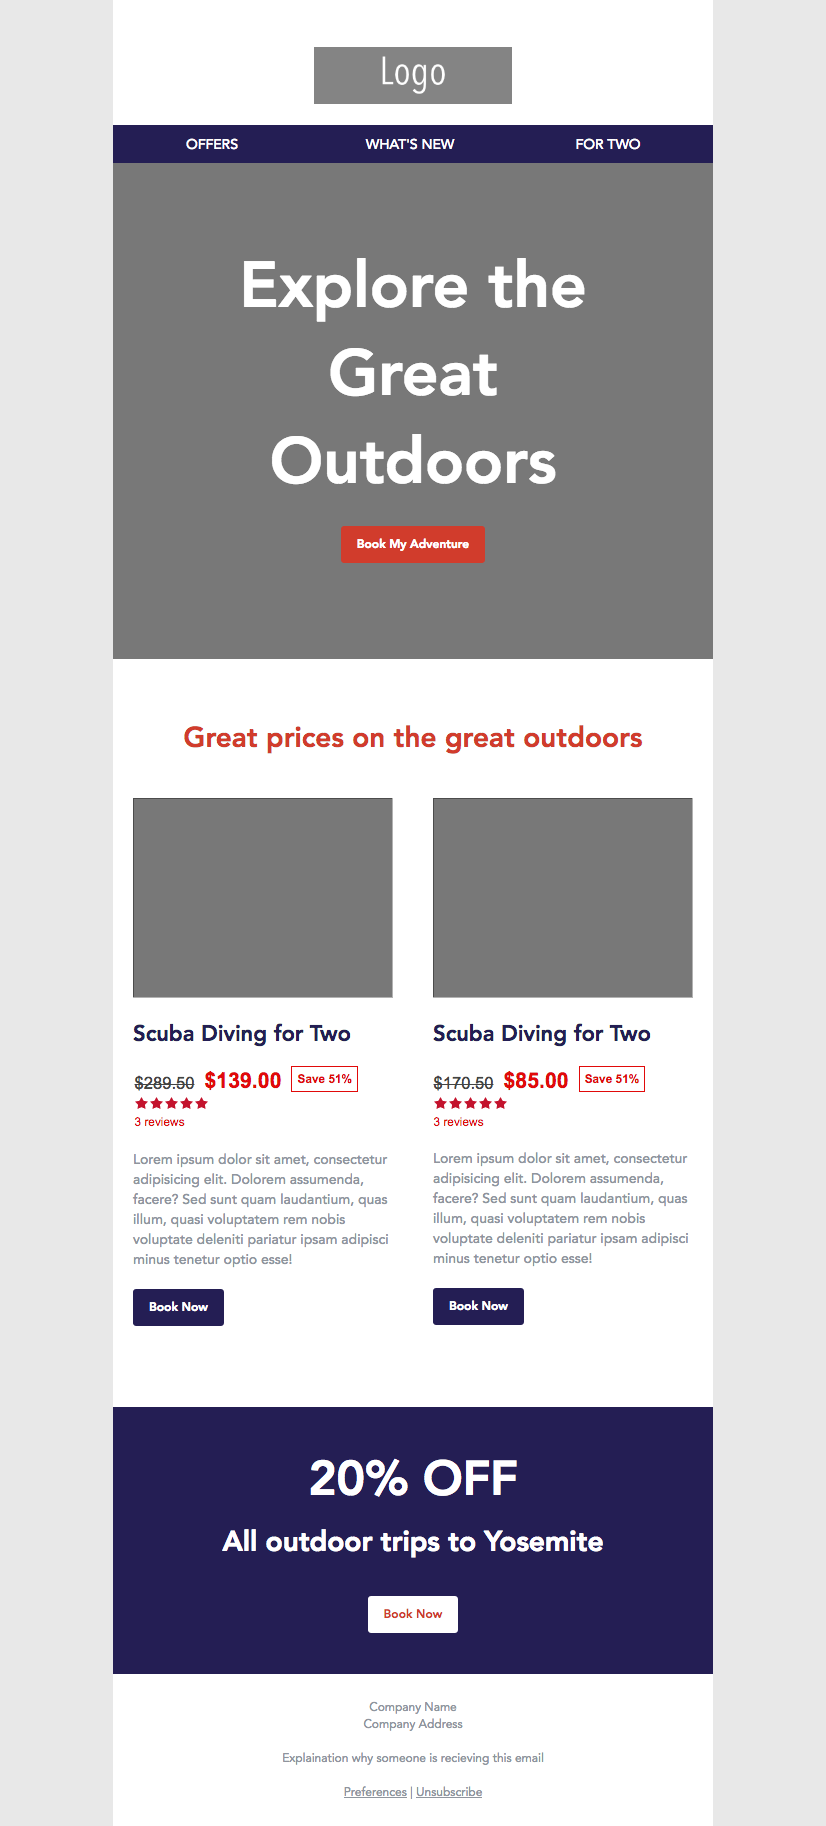 Logo
OFFERS WHAT'S NEW FOR TWO
Explore the
Great
Outdoors
Book My Adventure
Great prices on the great outdoors
Scuba Diving for Two
$289.50 $139.00 Save 51%
3 reviews
Lorem ipsum dolor sit amet, consectetur
adipisicing elit. Dolorem assumenda,
facere? Sed sunt quam laudantium, quas
illum, quasi voluptatem rem nobis
voluptate deleniti pariatur ipsam adipisci
minus tenetur optio esse!
Book Now
Scuba Diving for Two
$170.50 $85.00 Save 51%
3 reviews
Lorem ipsum dolor sit amet, consectetur
adipisicing elit. Dolorem assumenda,
facere? Sed sunt quam laudantium, quas
illum, quasi voluptatem rem nobis
voluptate deleniti pariatur ipsam adipisci
minus tenetur optio esse!
Book Now
20% OFF
All outdoor trips to Yosemite
Book Now
Company Name
Company Address
Explaination why someone is recieving this email
Preferences | Unsubscribe